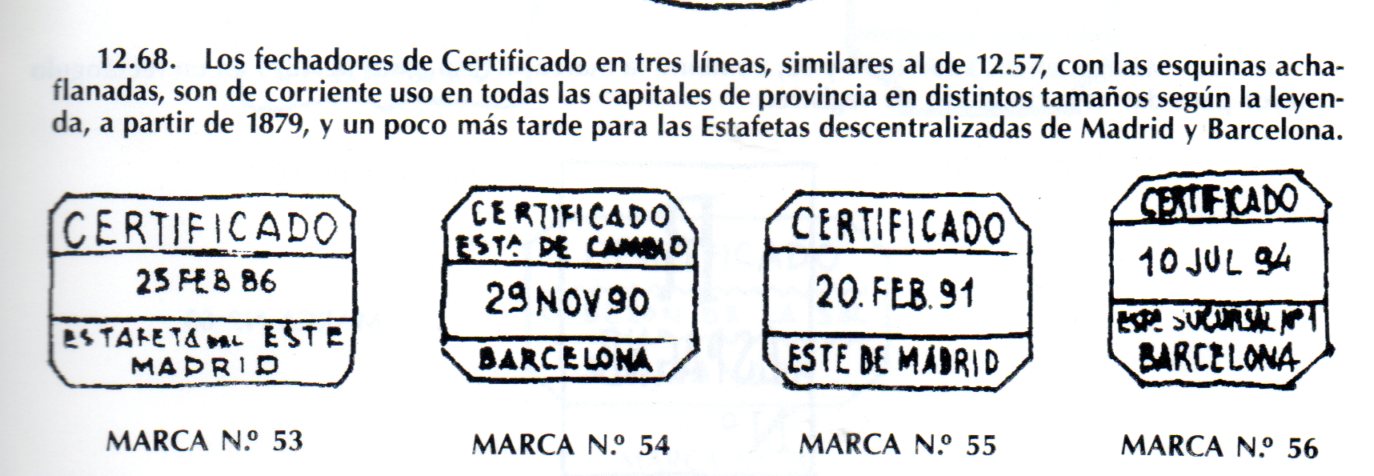 12.68. Los fechadores de Certificado en tres líneas, similares al de 12.57, con las esquinas acha-
flanadas, son de corriente uso en todas las capitales de provincia en distintos tamaños según la leyen-
da, a partir de 1879, y un poco más tarde para las Estafetas descentralizadas de Madrid y Barcelona.
CERTIFICADO
25 FEB 86
ESTAFETA DEL ESTE
MADRID
MARCA N.º 53
CERTIFICADO
ESTA DE CAMBIO
29 NOV 90
BARCELONA
MARCA N.º 54
CERTIFICADO
20. FEB. 91
ESTE DE MADRID
MARCA N.º 55
CERTIFICADO
10 JUL 94
SUCURSAL Nº 1
BARCELONA
MARCA N.º 56